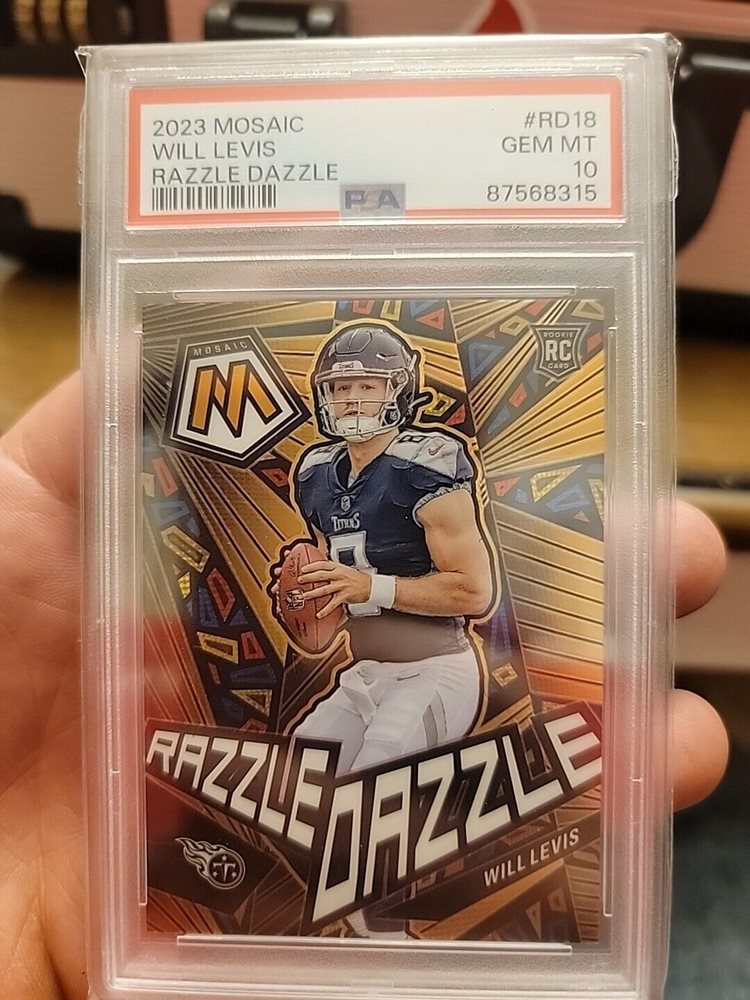 2023 MOSAIC #RD18
WILL LEVIS GEM MT
RAZZLE DAZZLE 10
PSA 87568315
MOSAIC
M
ROOKIE
RC
CARD
8
TITANS
8
RAZZLE DAZZLE
WILL LEVIS
T